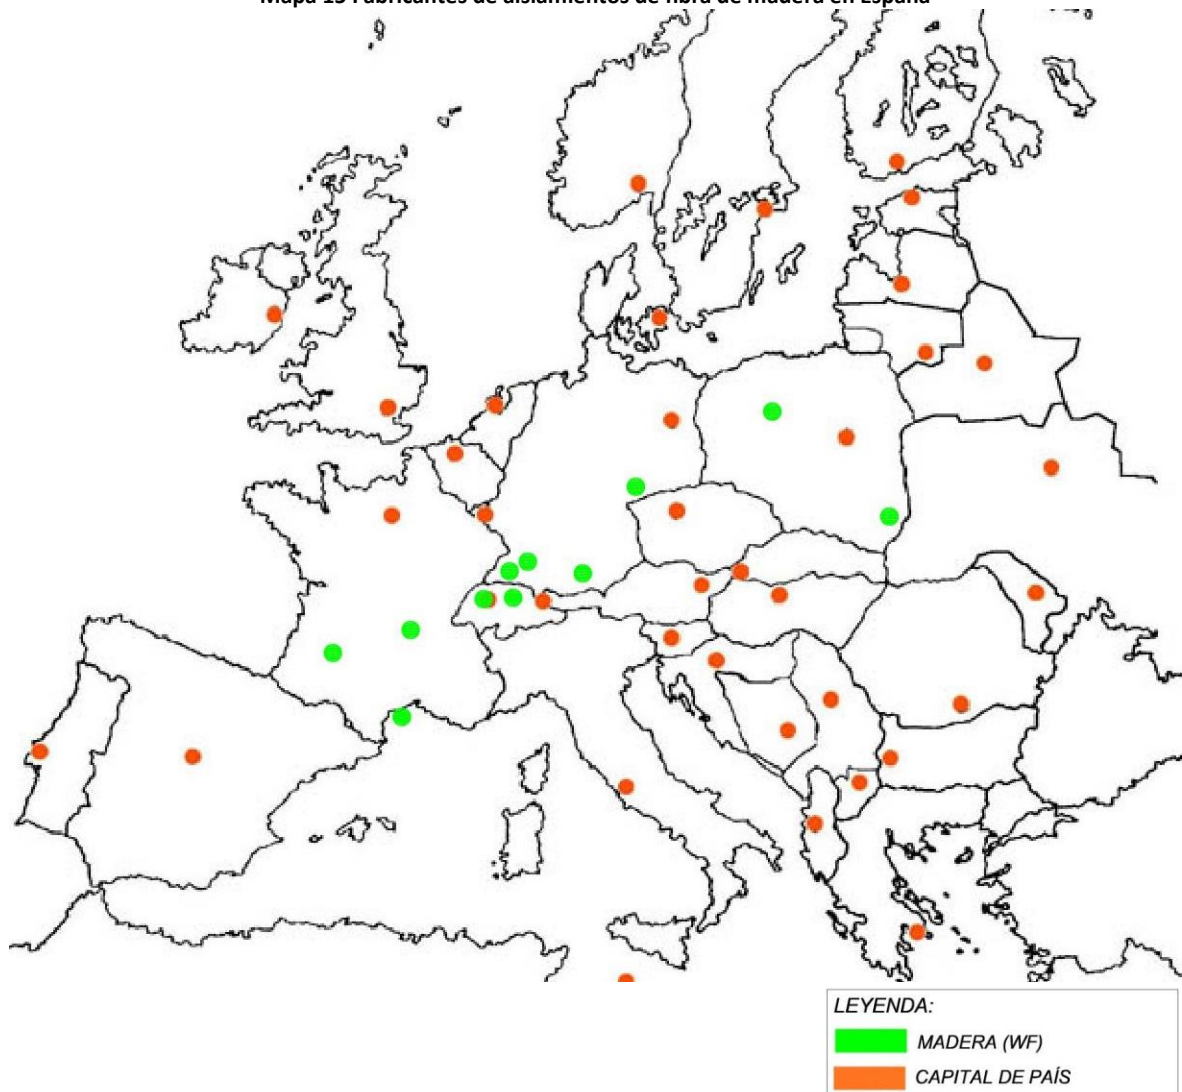 Mapa 13 Fabricantes de aislamientos de fibra de madera en España
LEYENDA:
MADERA (WF)
CAPITAL DE PAÍS